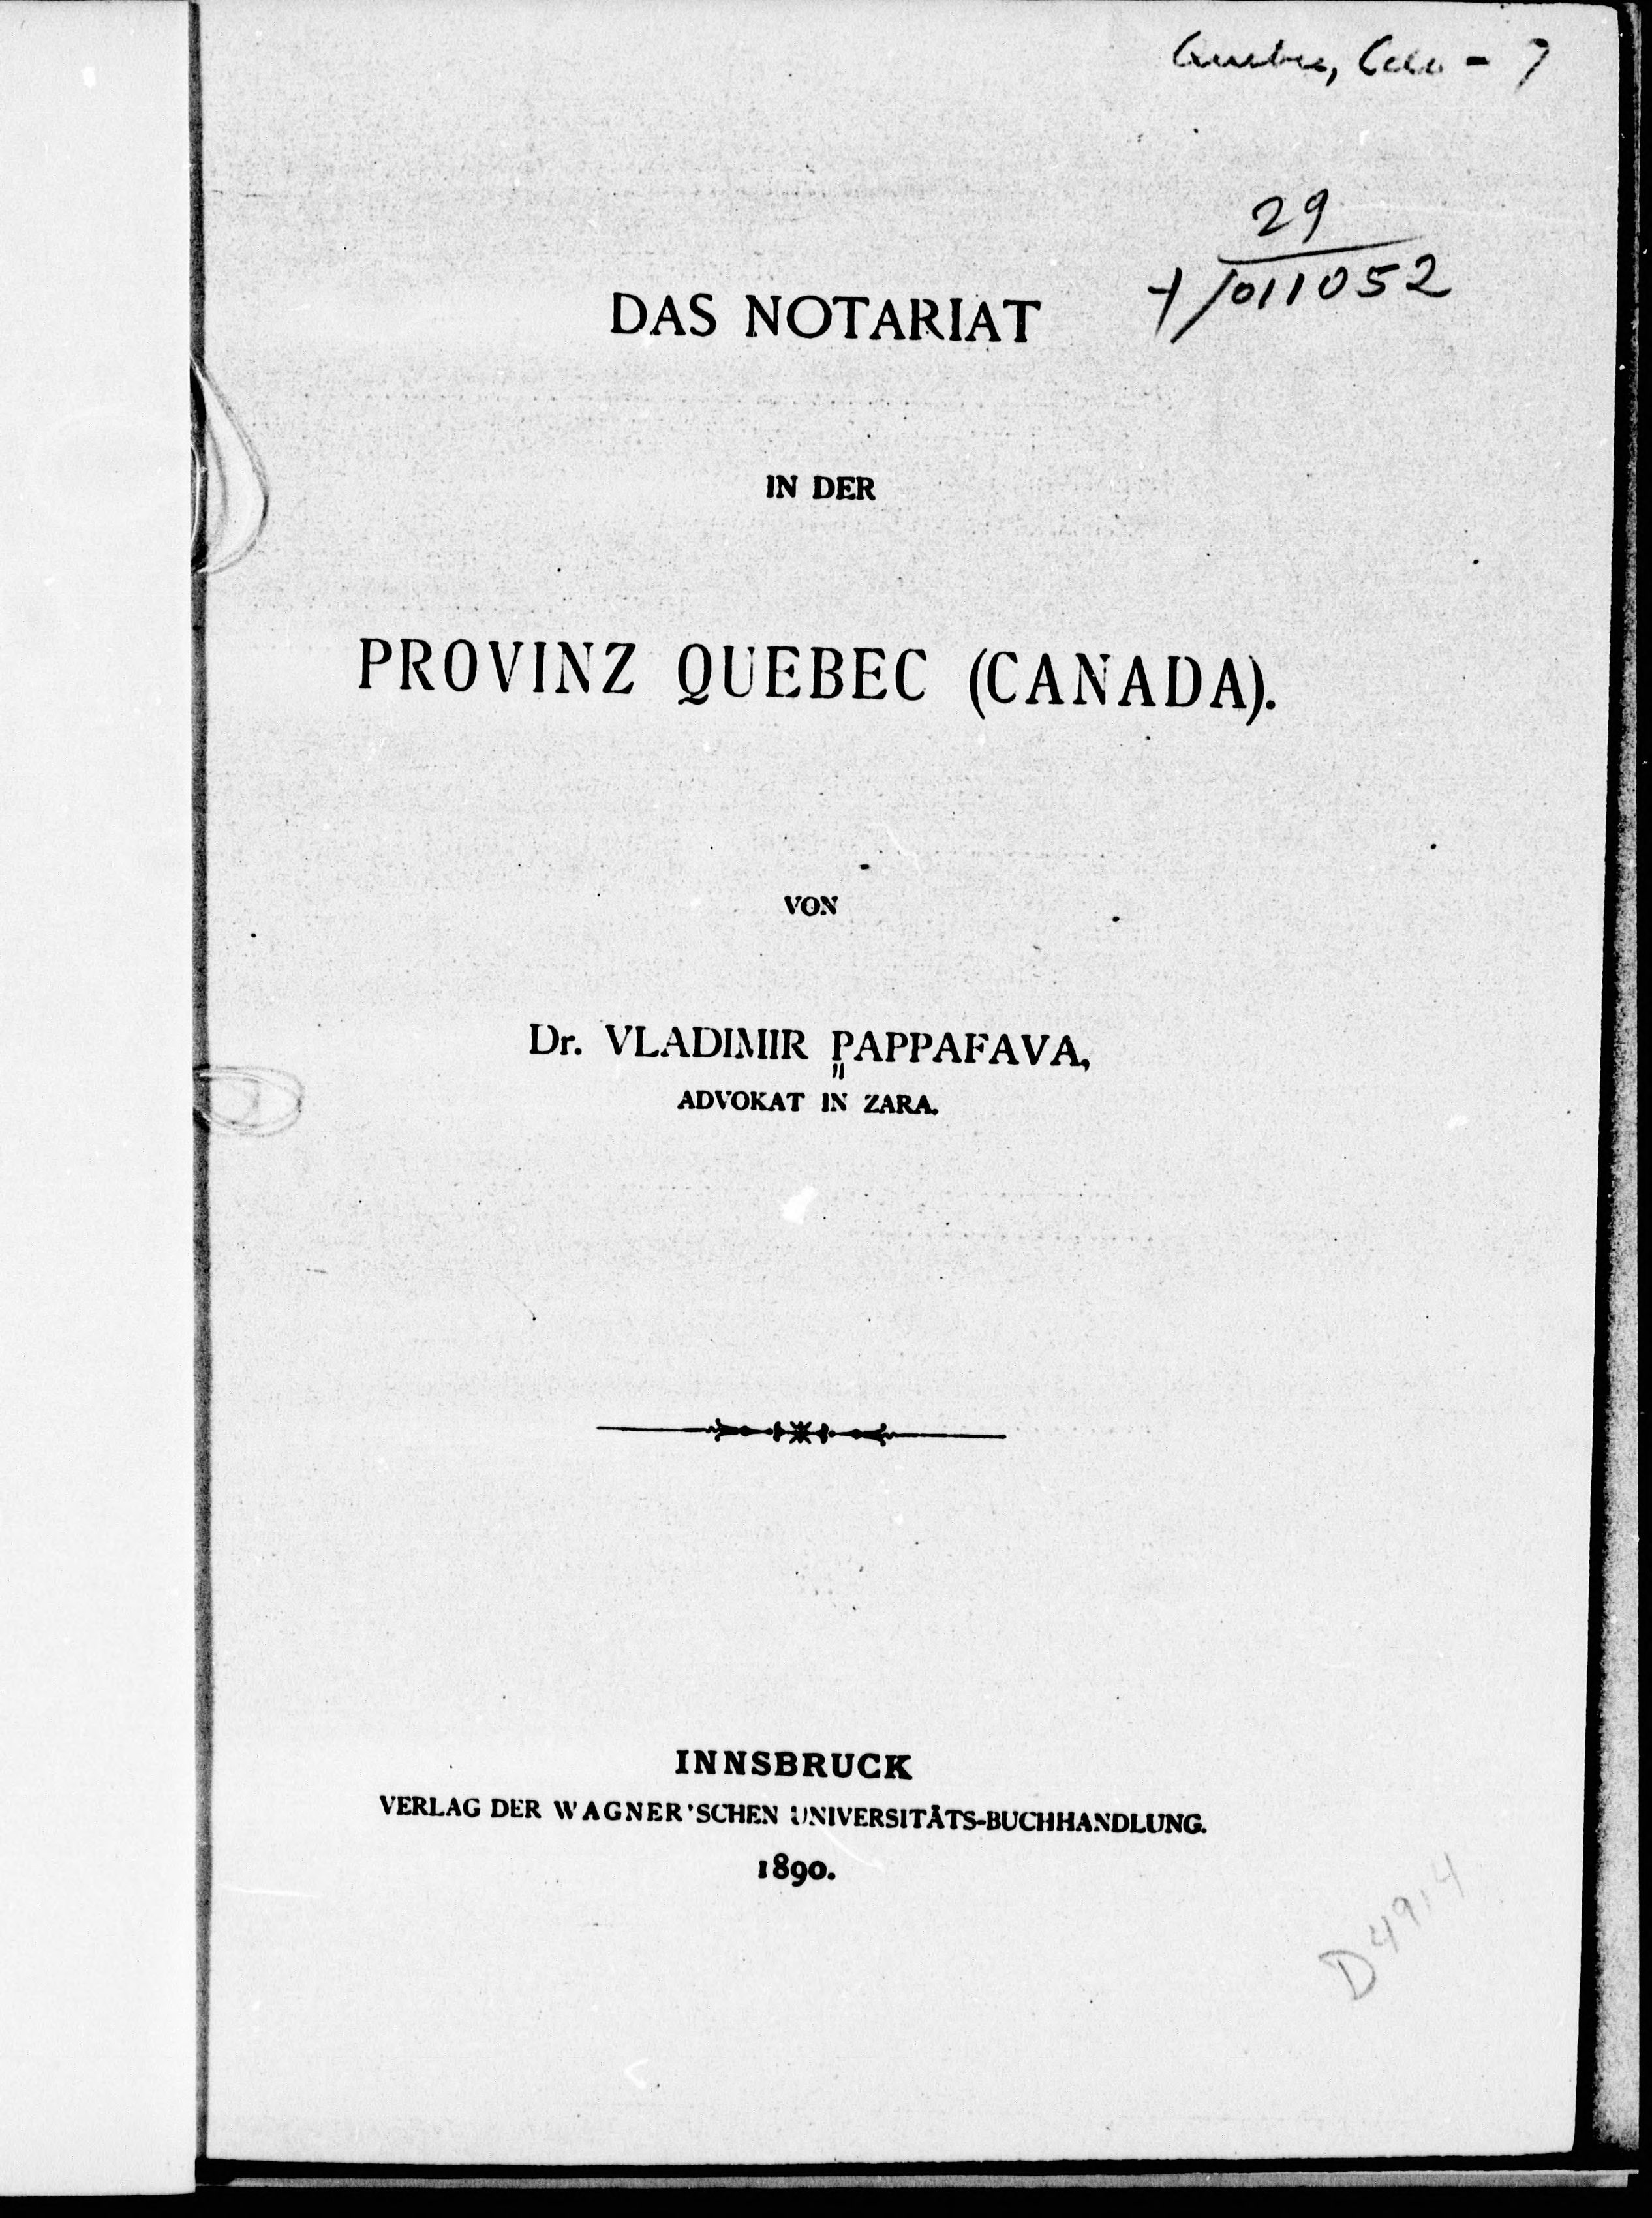 29
1011052
DAS NOTARIAT
IN DER
PROVINZ QUEBEC (CANADA).
VON
Dr. VLADIMIR PAPPAFAVA,
ADVOKAT IN ZARA.
INNSBRUCK
VERLAG DER WAGNER'SCHEN UNIVERSITÄTS-BUCHHANDLUNG.
1890.
D4914